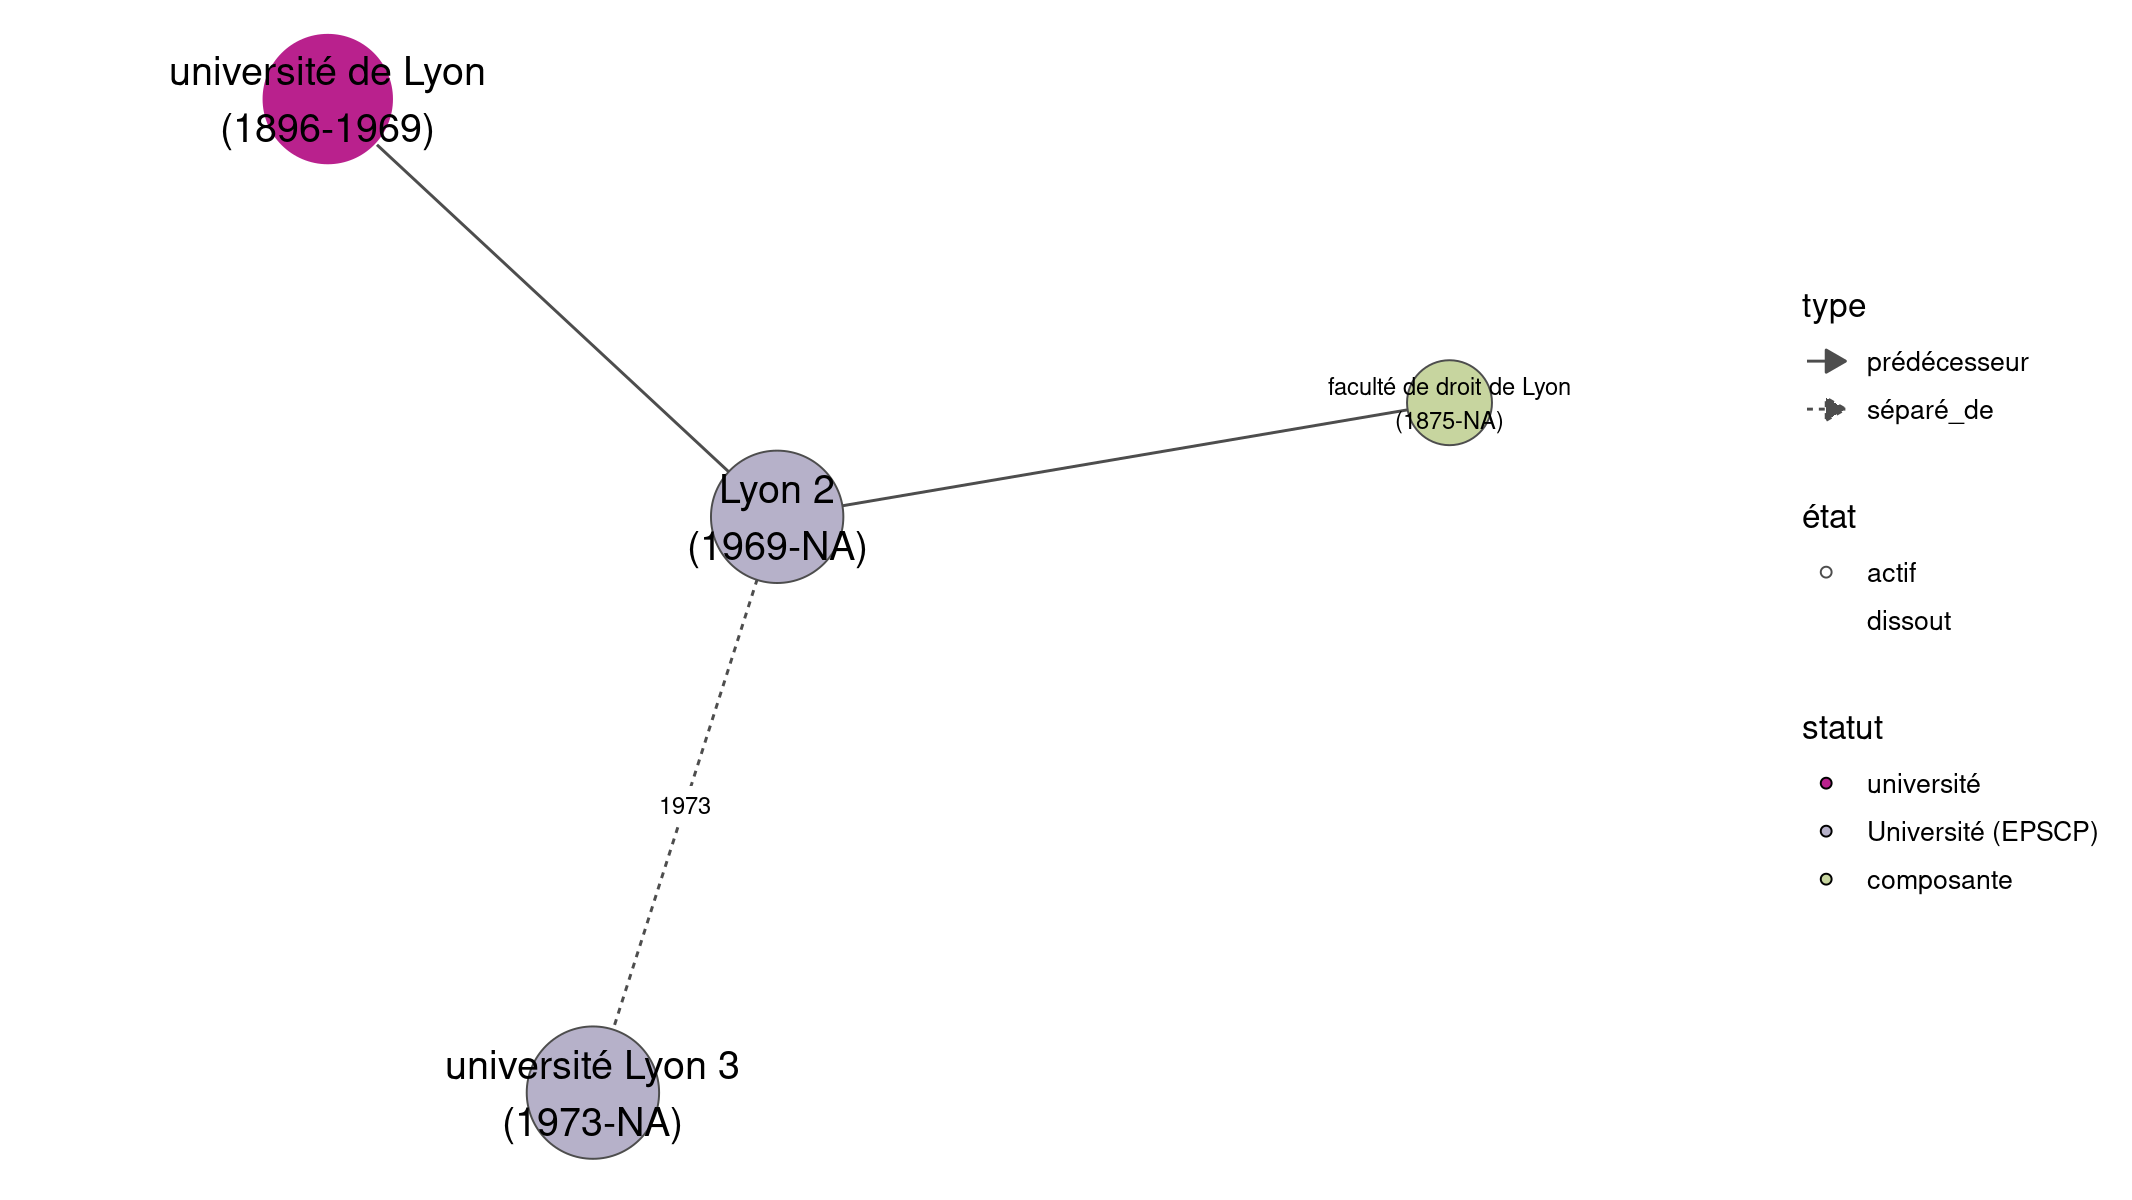 université de Lyon
(1896-1969)
faculté de droit de Lyon
(1875-NA)
Lyon 2
(1969-NA)
1973
université Lyon 3
(1973-NA)
type
prédécesseur
séparé_de
état
actif
dissout
statut
université
Université (EPSCP)
composante